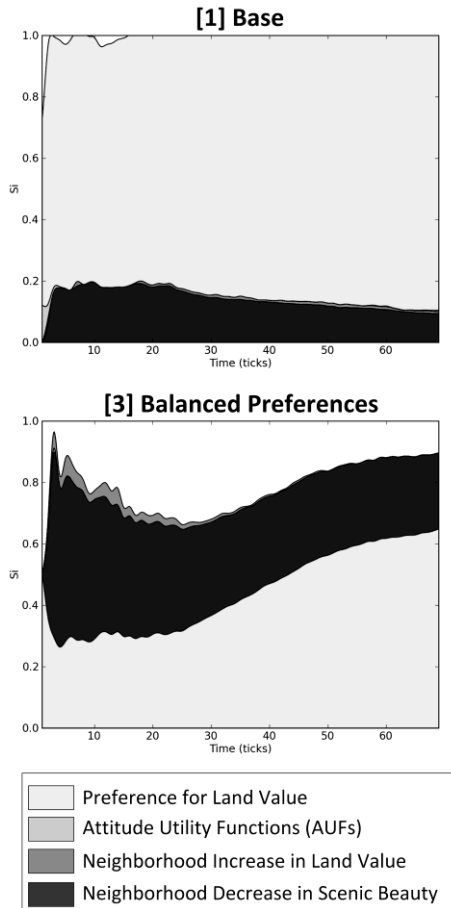 [1] Base
1.0
0.8
0.6
Si
0.4
0.2
0.0
10 20 30 40 50 60
Time (ticks)
[3] Balanced Preferences
1.0
0.8
0.6
Si
0.4
0.2
0.0
10 20 30 40 50 60
Time (ticks)
Preference for Land Value
Attitude Utility Functions (AUFs)
Neighborhood Increase in Land Value
Neighborhood Decrease in Scenic Beauty